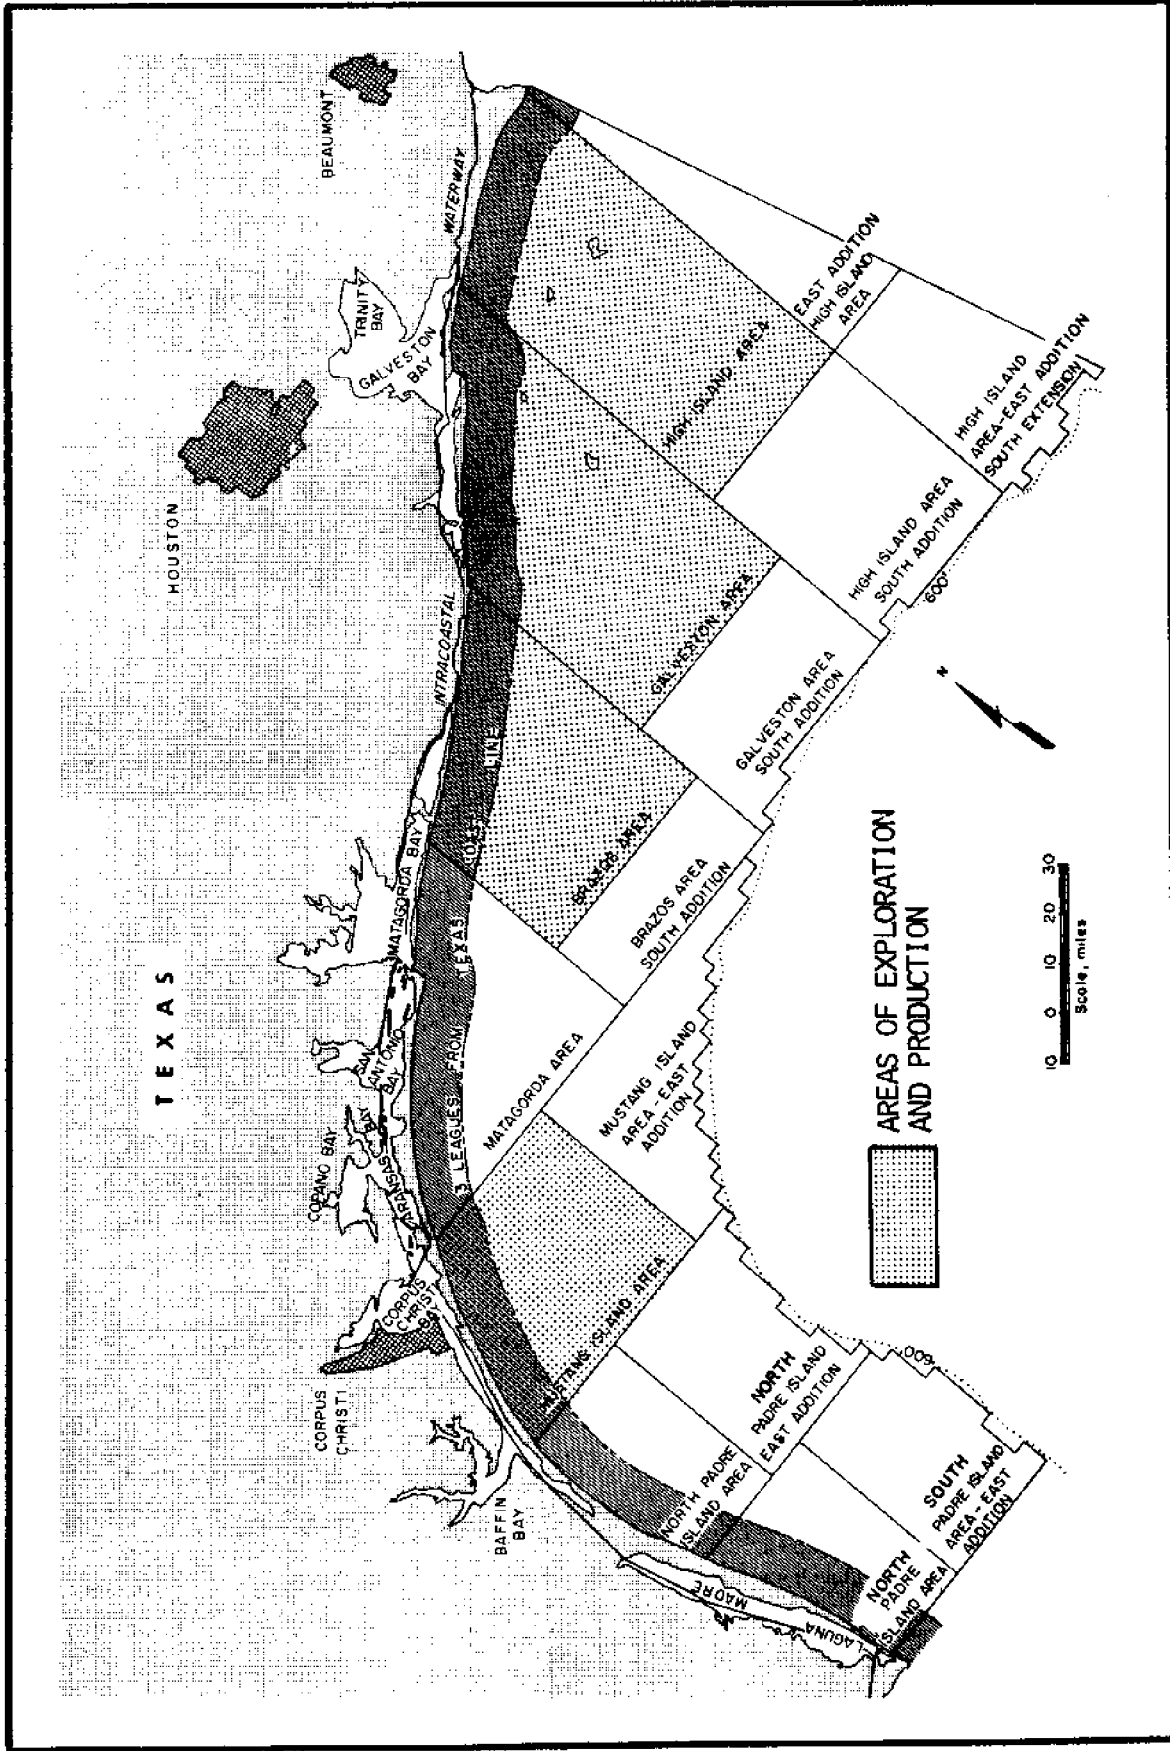 TEXAS
BEAUMONT
HOUSTON
TRINITY
BAY
GALVESTON
BAY
INTRACOASTAL
WATERWAY
MATAGORDA BAY
SAN
ANTONIO
BAY
COPANO BAY
ARANSAS
BAY
CORPUS
CHRISTI
BAY
CORPUS
CHRISTI
BAFFIN
BAY
LAGUNA
MADRE
3 LEAGUES FROM
TEXAS
LINE
HIGH ISLAND AREA
EAST ADDITION
HIGH ISLAND
AREA
HIGH ISLAND
AREA-EAST ADDITION
SOUTH EXTENSION
HIGH ISLAND AREA
SOUTH ADDITION
GALVESTON AREA
GALVESTON AREA
SOUTH ADDITION
BRAZOS AREA
BRAZOS AREA
SOUTH ADDITION
MATAGORDA AREA
MUSTANG ISLAND
AREA - EAST
ADDITION
MUSTANG ISLAND AREA
NORTH
PADRE ISLAND
EAST ADDITION
NORTH PADRE
ISLAND AREA
SOUTH
PADRE ISLAND
AREA - EAST
ADDITION
NORTH
PADRE
ISLAND AREA
600'
600'
N
AREAS OF EXPLORATION
AND PRODUCTION
10 0 10 20 30
Scale, miles